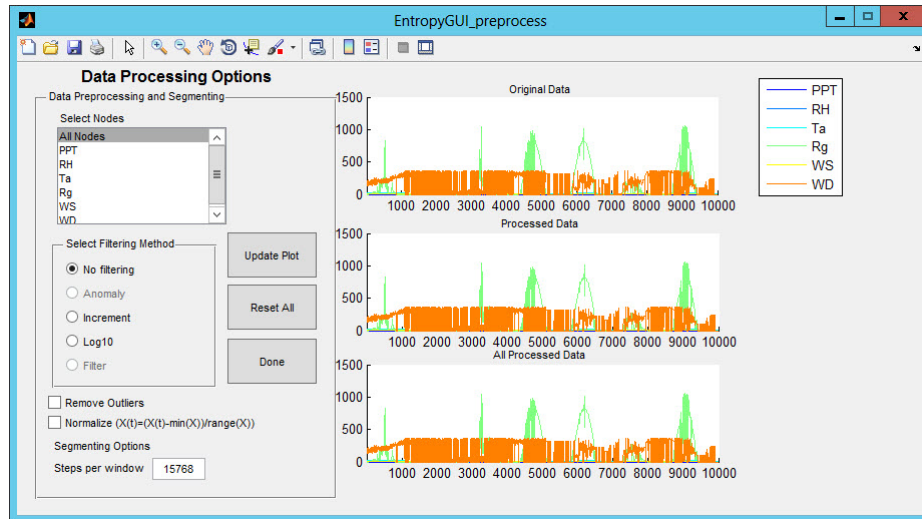 EntropyGUI_preprocess
Data Processing Options
Data Preprocessing and Segmenting
Select Nodes
All Nodes
PPT
RH
Ta
Rg
WS
WD
Select Filtering Method
No filtering
Anomaly
Increment
Log10
Filter
Update Plot
Reset All
Done
Remove Outliers
Normalize (X(t)=(X(t)-min(X))/range(X))
Segmenting Options
Steps per window 15768
Original Data
1500
1000
500
0
1000 2000 3000 4000 5000 6000 7000 8000 9000 10000
Processed Data
1500
1000
500
0
1000 2000 3000 4000 5000 6000 7000 8000 9000 10000
All Processed Data
1500
1000
500
0
1000 2000 3000 4000 5000 6000 7000 8000 9000 10000
PPT
RH
Ta
Rg
WS
WD